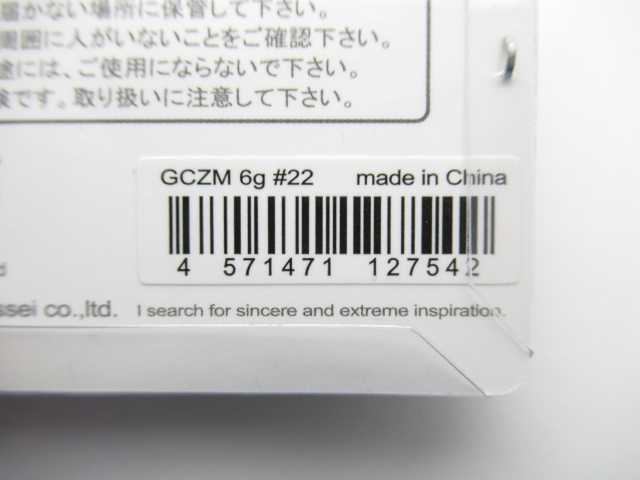 届かない場所に保管して下さい。
周囲に人がいないことをご確認下さい。
には、ご使用にならないで下さい。
です。取り扱いに注意して下さい。
GCZM 6g #22 made in China
4 571471 127542
ssei co.,ltd. I search for sincere and extreme inspiration.